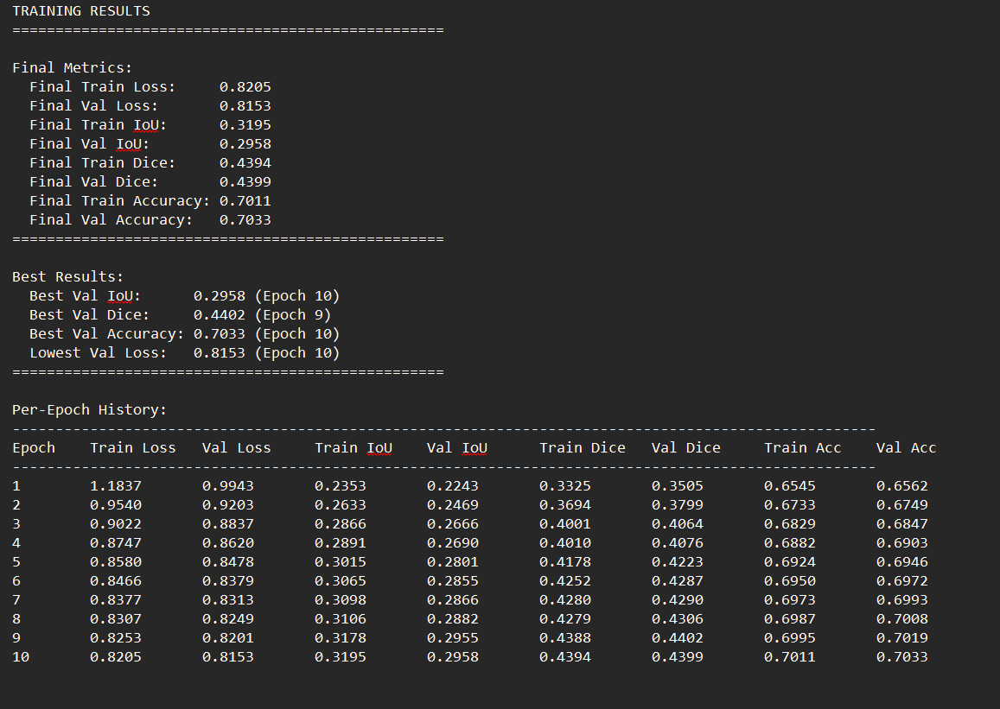 TRAINING RESULTS
==================================================
Final Metrics:
Final Train Loss: 0.8205
Final Val Loss: 0.8153
Final Train IoU: 0.3195
Final Val IoU: 0.2958
Final Train Dice: 0.4394
Final Val Dice: 0.4399
Final Train Accuracy: 0.7011
Final Val Accuracy: 0.7033
==================================================
Best Results:
Best Val IoU: 0.2958 (Epoch 10)
Best Val Dice: 0.4402 (Epoch 9)
Best Val Accuracy: 0.7033 (Epoch 10)
Lowest Val Loss: 0.8153 (Epoch 10)
==================================================
Per-Epoch History:
----------------------------------------------------------------------------------------------------
Epoch Train Loss Val Loss Train IoU Val IoU Train Dice Val Dice Train Acc Val Acc
----------------------------------------------------------------------------------------------------
1 1.1837 0.9943 0.2353 0.2243 0.3325 0.3505 0.6545 0.6562
2 0.9540 0.9203 0.2633 0.2469 0.3694 0.3799 0.6733 0.6749
3 0.9022 0.8837 0.2866 0.2666 0.4001 0.4064 0.6829 0.6847
4 0.8747 0.8620 0.2891 0.2690 0.4010 0.4076 0.6882 0.6903
5 0.8580 0.8478 0.3015 0.2801 0.4178 0.4223 0.6924 0.6946
6 0.8466 0.8379 0.3065 0.2855 0.4252 0.4287 0.6950 0.6972
7 0.8377 0.8313 0.3098 0.2866 0.4280 0.4290 0.6973 0.6993
8 0.8307 0.8249 0.3106 0.2882 0.4279 0.4306 0.6987 0.7008
9 0.8253 0.8201 0.3178 0.2955 0.4388 0.4402 0.6995 0.7019
10 0.8205 0.8153 0.3195 0.2958 0.4394 0.4399 0.7011 0.7033